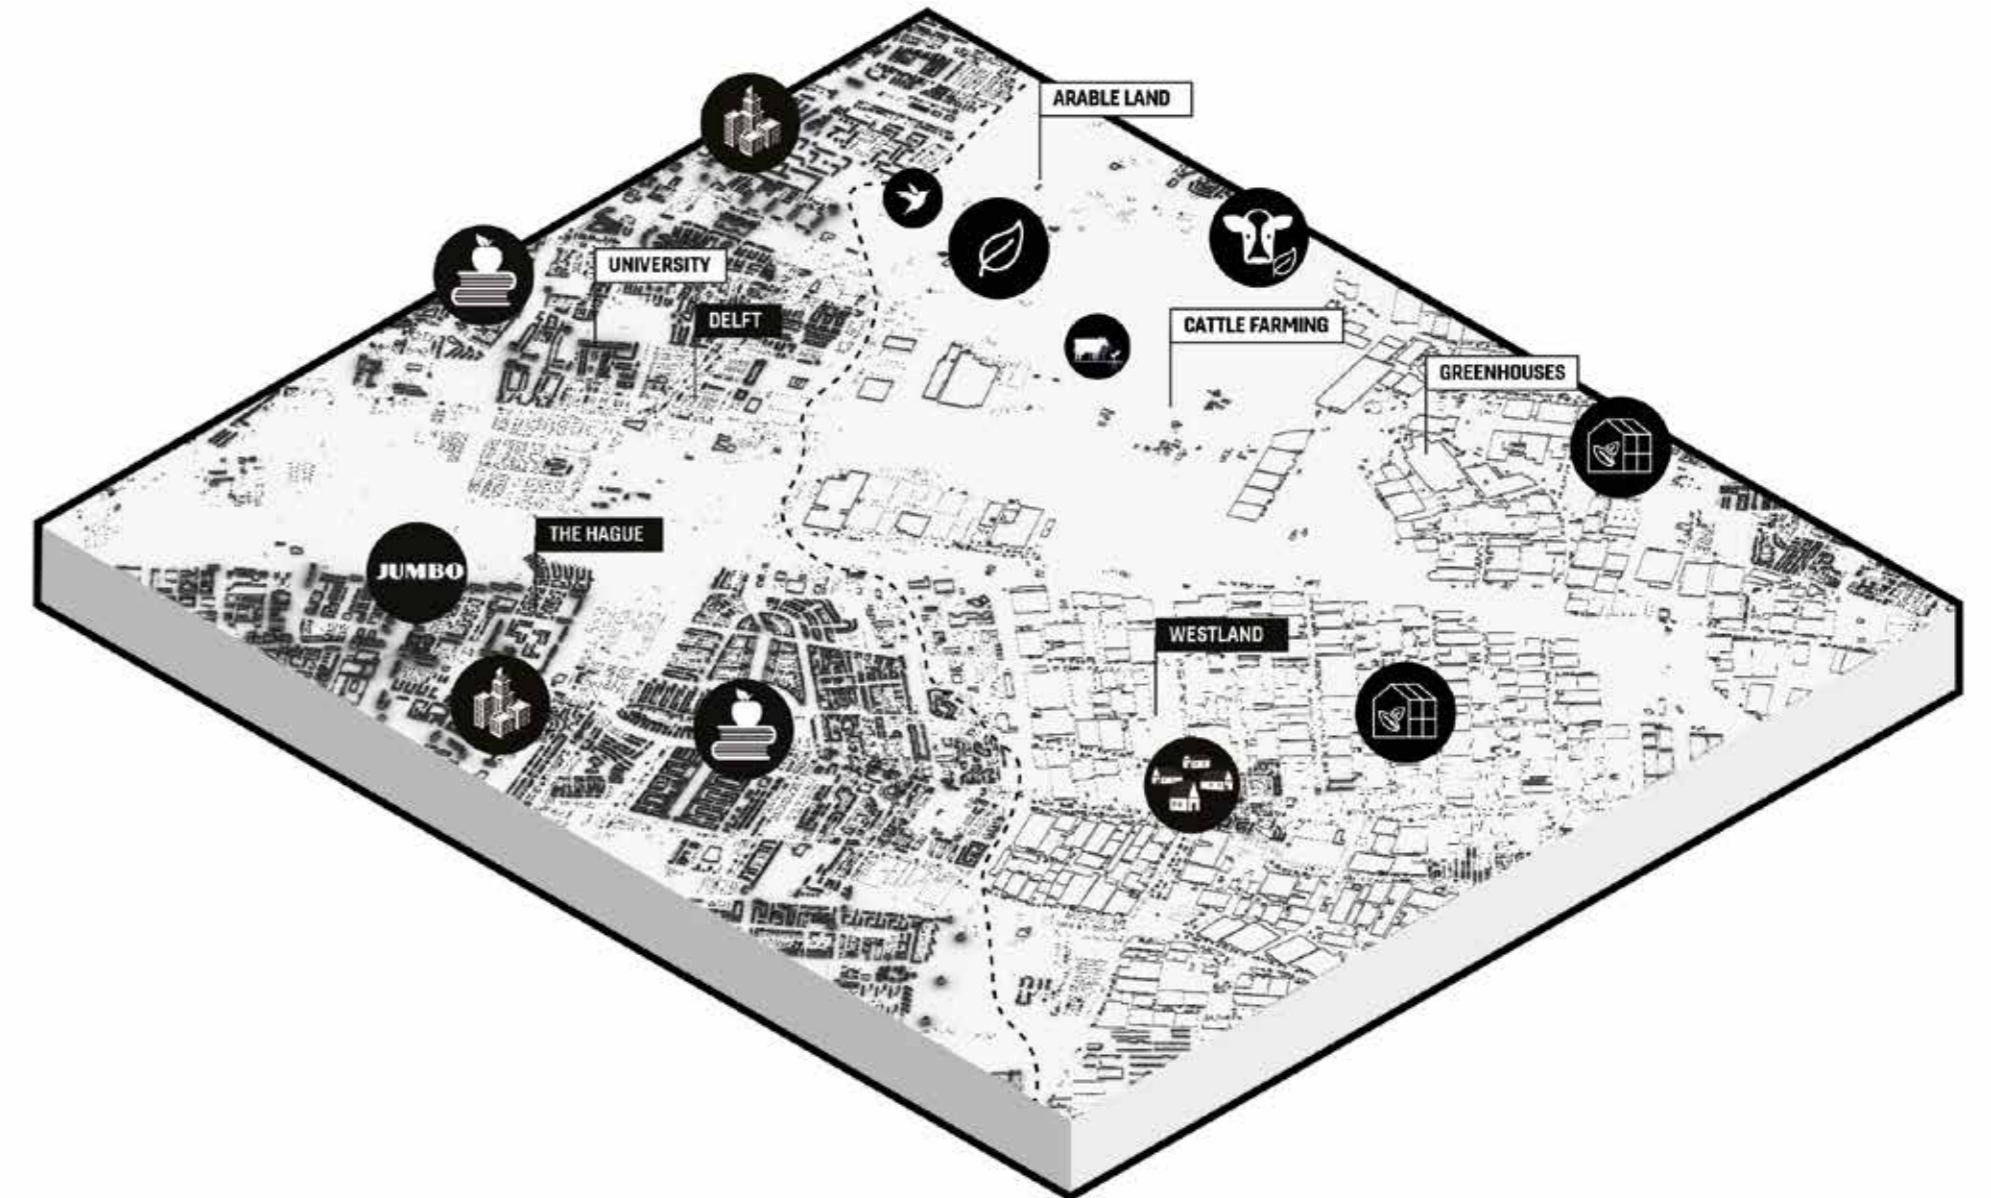 ARABLE LAND
UNIVERSITY
DELFT
CATTLE FARMING
GREENHOUSES
THE HAGUE
JUMBO
WESTLAND